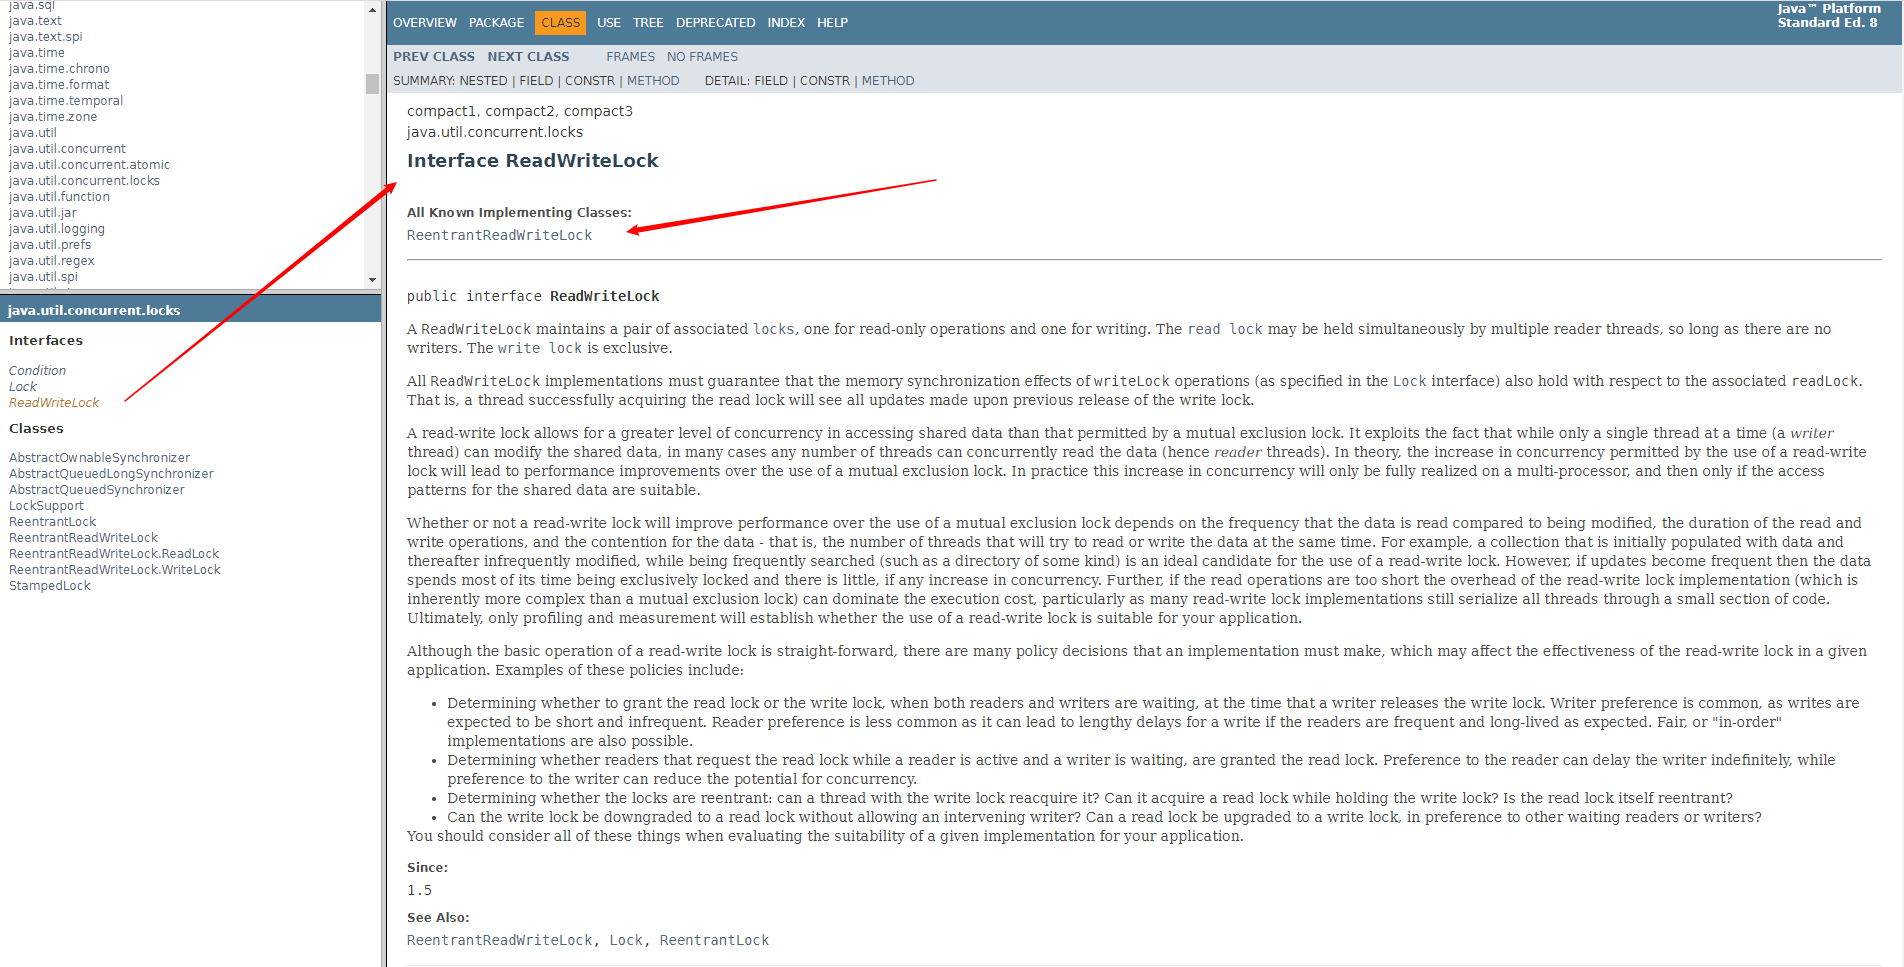 java.sql
java.text
java.text.spi
java.time
java.time.chrono
java.time.format
java.time.temporal
java.time.zone
java.util
java.util.concurrent
java.util.concurrent.atomic
java.util.concurrent.locks
java.util.function
java.util.jar
java.util.logging
java.util.prefs
java.util.regex
java.util.spi
java.util.concurrent.locks
Interfaces
Condition
Lock
ReadWriteLock
Classes
AbstractOwnableSynchronizer
AbstractQueuedLongSynchronizer
AbstractQueuedSynchronizer
LockSupport
ReentrantLock
ReentrantReadWriteLock
ReentrantReadWriteLock.ReadLock
ReentrantReadWriteLock.WriteLock
StampedLock
OVERVIEW PACKAGE CLASS USE TREE DEPRECATED INDEX HELP
Java™ Platform
Standard Ed. 8
PREV CLASS NEXT CLASS FRAMES NO FRAMES
SUMMARY: NESTED | FIELD | CONSTR | METHOD DETAIL: FIELD | CONSTR | METHOD
compact1, compact2, compact3
java.util.concurrent.locks
Interface ReadWriteLock
All Known Implementing Classes:
ReentrantReadWriteLock
public interface ReadWriteLock
A ReadWriteLock maintains a pair of associated locks, one for read-only operations and one for writing. The read lock may be held simultaneously by multiple reader threads, so long as there are no
writers. The write lock is exclusive.
All ReadWriteLock implementations must guarantee that the memory synchronization effects of writeLock operations (as specified in the Lock interface) also hold with respect to the associated readLock.
That is, a thread successfully acquiring the read lock will see all updates made upon previous release of the write lock.
A read-write lock allows for a greater level of concurrency in accessing shared data than that permitted by a mutual exclusion lock. It exploits the fact that while only a single thread at a time (a writer
thread) can modify the shared data, in many cases any number of threads can concurrently read the data (hence reader threads). In theory, the increase in concurrency permitted by the use of a read-write
lock will lead to performance improvements over the use of a mutual exclusion lock. In practice this increase in concurrency will only be fully realized on a multi-processor, and then only if the access
patterns for the shared data are suitable.
Whether or not a read-write lock will improve performance over the use of a mutual exclusion lock depends on the frequency that the data is read compared to being modified, the duration of the read and
write operations, and the contention for the data - that is, the number of threads that will try to read or write the data at the same time. For example, a collection that is initially populated with data and
thereafter infrequently modified, while being frequently searched (such as a directory of some kind) is an ideal candidate for the use of a read-write lock. However, if updates become frequent then the data
spends most of its time being exclusively locked and there is little, if any increase in concurrency. Further, if the read operations are too short the overhead of the read-write lock implementation (which is
inherently more complex than a mutual exclusion lock) can dominate the execution cost, particularly as many read-write lock implementations still serialize all threads through a small section of code.
Ultimately, only profiling and measurement will establish whether the use of a read-write lock is suitable for your application.
Although the basic operation of a read-write lock is straight-forward, there are many policy decisions that an implementation must make, which may affect the effectiveness of the read-write lock in a given
application. Examples of these policies include:
• Determining whether to grant the read lock or the write lock, when both readers and writers are waiting, at the time that a writer releases the write lock. Writer preference is common, as writes are
expected to be short and infrequent. Reader preference is less common as it can lead to lengthy delays for a write if the readers are frequent and long-lived as expected. Fair, or "in-order"
implementations are also possible.
• Determining whether readers that request the read lock while a reader is active and a writer is waiting, are granted the read lock. Preference to the reader can delay the writer indefinitely, while
preference to the writer can reduce the potential for concurrency.
• Determining whether the locks are reentrant: can a thread with the write lock reacquire it? Can it acquire a read lock while holding the write lock? Is the read lock itself reentrant?
• Can the write lock be downgraded to a read lock without allowing an intervening writer? Can a read lock be upgraded to a write lock, in preference to other waiting readers or writers?
You should consider all of these things when evaluating the suitability of a given implementation for your application.
Since:
1.5
See Also:
ReentrantReadWriteLock, Lock, ReentrantLock